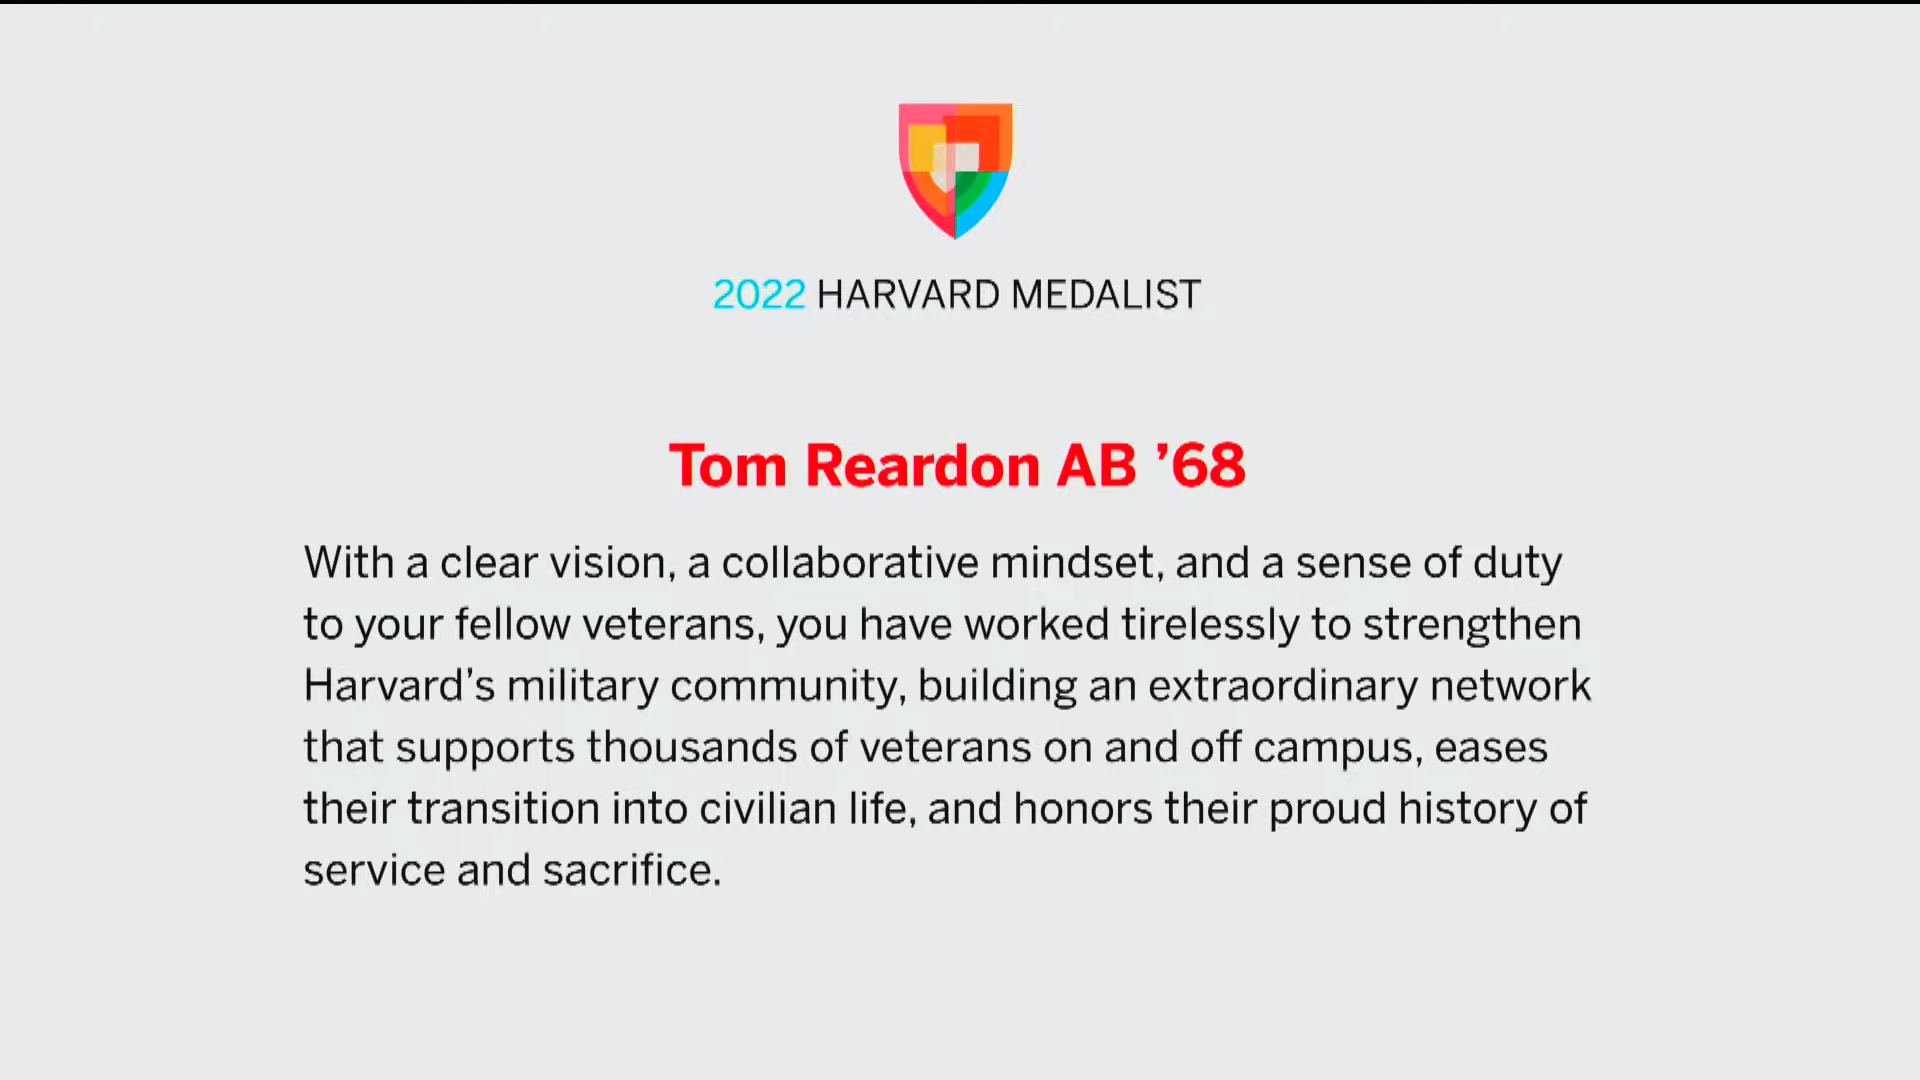 2022 HARVARD MEDALIST
Tom Reardon AB ’68
With a clear vision, a collaborative mindset, and a sense of duty
to your fellow veterans, you have worked tirelessly to strengthen
Harvard’s military community, building an extraordinary network
that supports thousands of veterans on and off campus, eases
their transition into civilian life, and honors their proud history of
service and sacrifice.